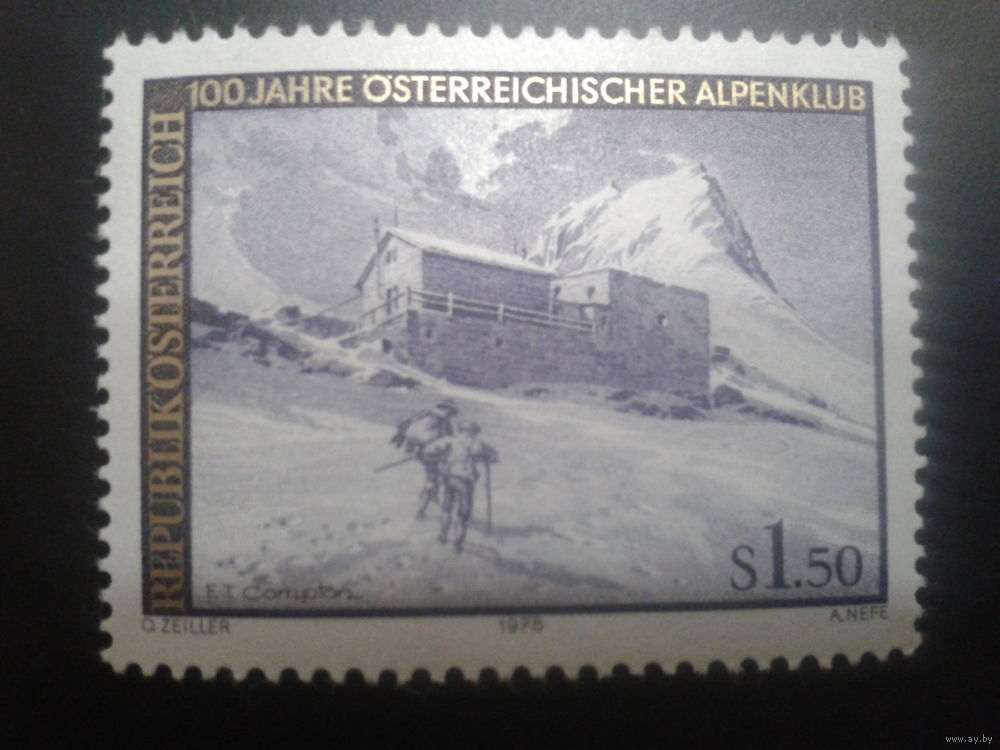 100 JAHRE ÖSTERREICHISCHER ALPENKLUB
REPUBLIK ÖSTERREICH
S1.50
E.T. Compton
O. ZEILLER
1978
A. NEFE
www.ay.by